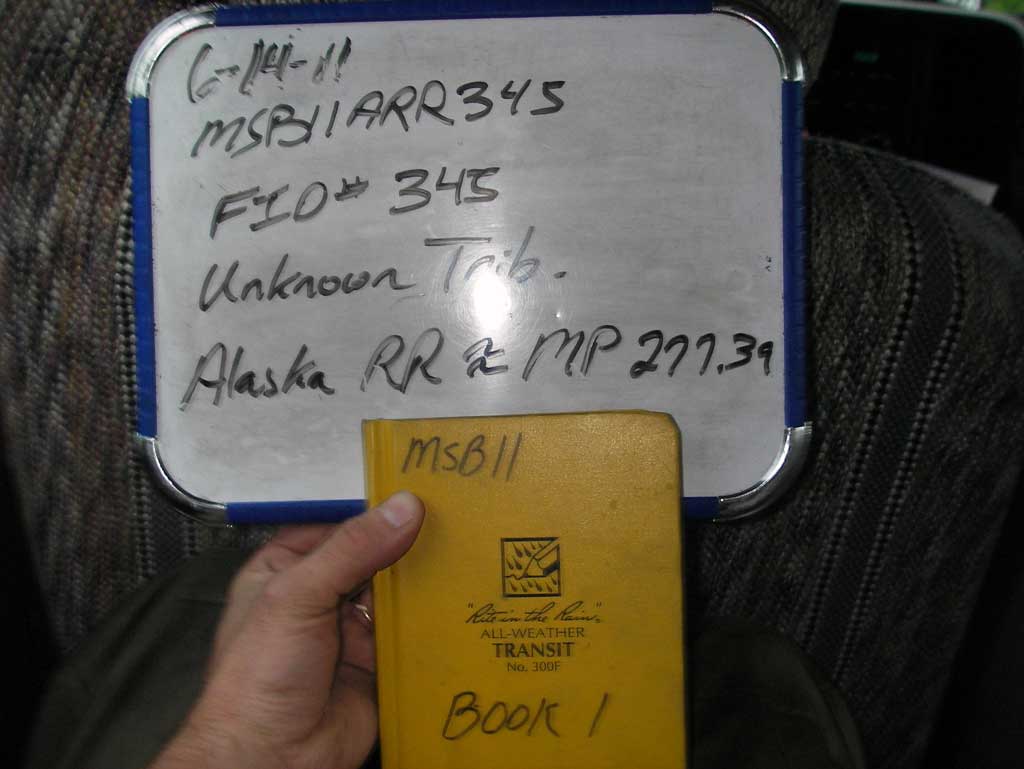 6-14-11
MSB11ARR345
FID# 345
Unknown Trib.
Alaska RR ≈ MP 277.39
MSB11
"Rite in the Rain"
ALL-WEATHER
TRANSIT
No. 300F
BOOK 1